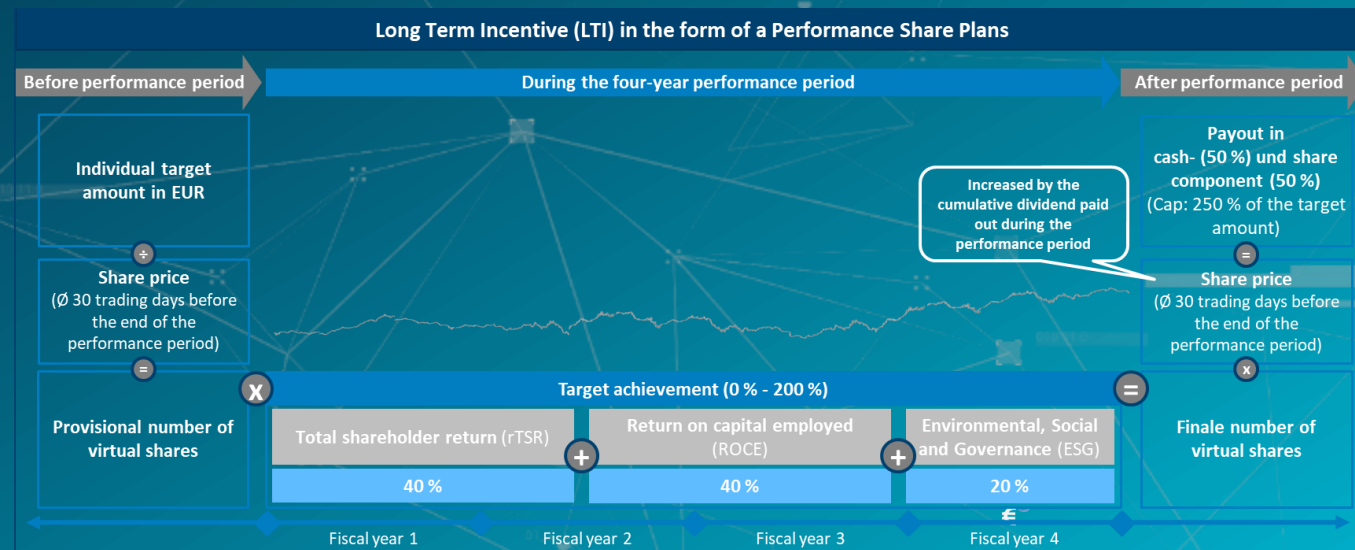 Long Term Incentive (LTI) in the form of a Performance Share Plans
Before performance period
During the four-year performance period
After performance period
Individual target
amount in EUR
÷
Share price
(Ø 30 trading days before
the end of the
performance period)
=
Provisional number of
virtual shares
x
Target achievement (0 % - 200 %)
Total shareholder return (rTSR)
40 %
+
Return on capital employed
(ROCE)
40 %
+
Environmental, Social
and Governance (ESG)
20 %
=
Increased by the
cumulative dividend paid
out during the
performance period
Payout in
cash- (50 %) und share
component (50 %)
(Cap: 250 % of the target
amount)
=
Share price
(Ø 30 trading days before
the end of the
performance period)
x
Finale number of
virtual shares
Fiscal year 1
Fiscal year 2
Fiscal year 3
Fiscal year 4